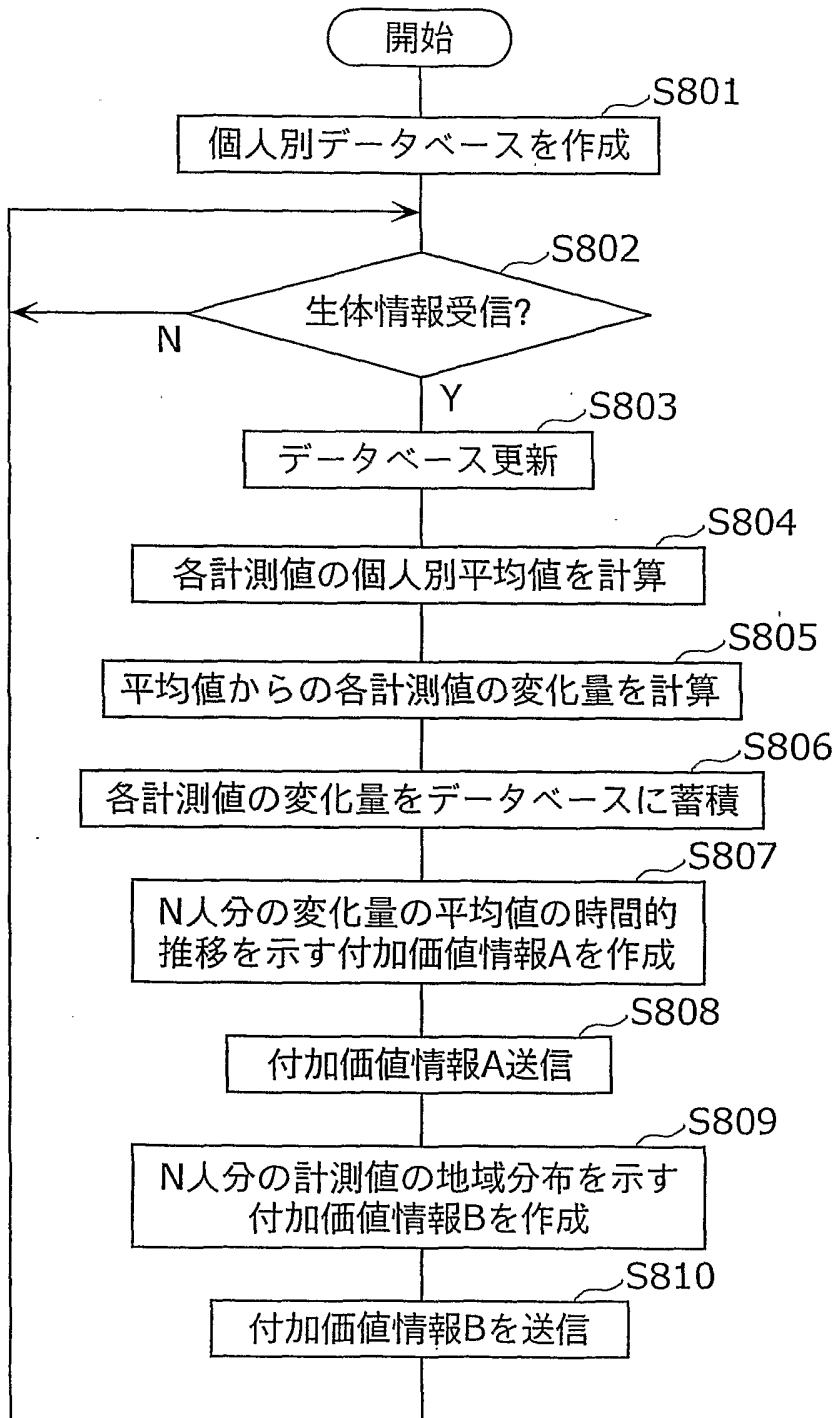 開始
S801
個人別データベースを作成
S802
生体情報受信?
N
Y
S803
データベース更新
S804
各計測値の個人別平均値を計算
S805
平均値からの各計測値の変化量を計算
S806
各計測値の変化量をデータベースに蓄積
S807
N人分の変化量の平均値の時間的
推移を示す付加価値情報Aを作成
S808
付加価値情報A送信
S809
N人分の計測値の地域分布を示す
付加価値情報Bを作成
S810
付加価値情報Bを送信